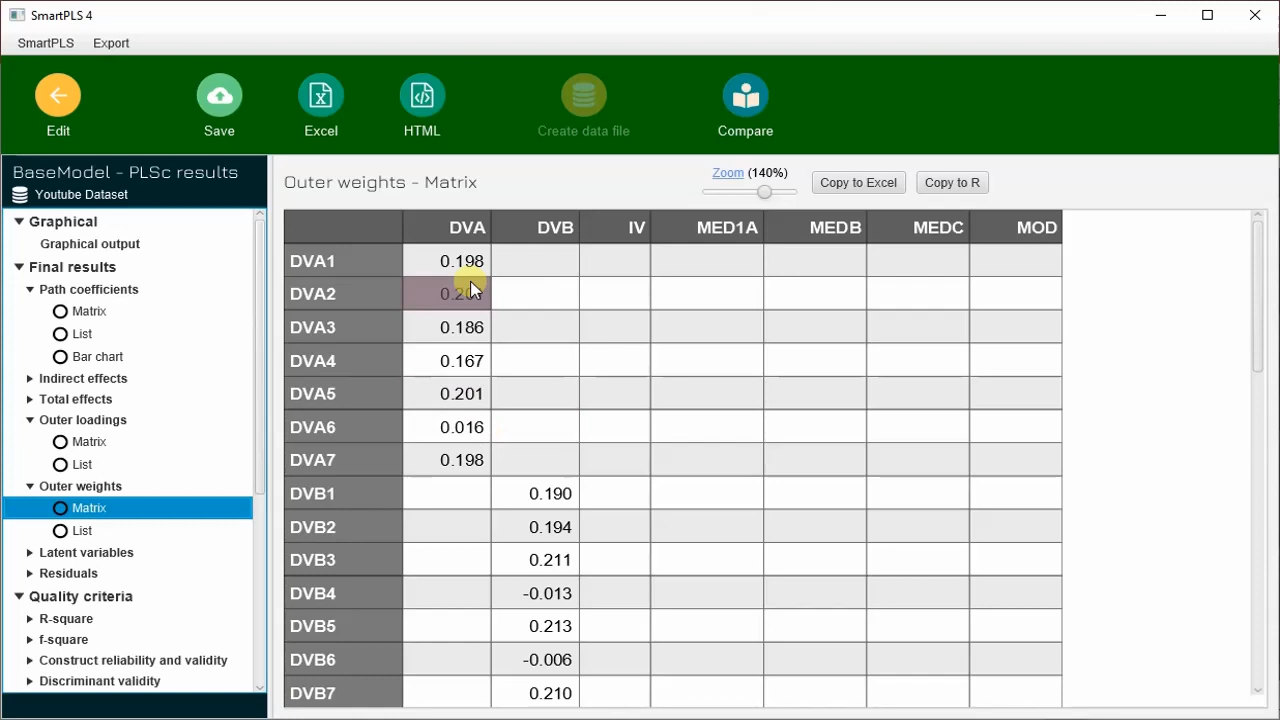 SmartPLS 4
SmartPLS Export
Edit Save Excel HTML Create data file Compare
BaseModel - PLSc results
Youtube Dataset
Graphical
Graphical output
Final results
Path coefficients
Matrix
List
Bar chart
Indirect effects
Total effects
Outer loadings
Matrix
List
Outer weights
Matrix
List
Latent variables
Residuals
Quality criteria
R-square
f-square
Construct reliability and validity
Discriminant validity
Outer weights - Matrix
Zoom (140%)
Copy to Excel
Copy to R
DVA DVB IV MED1A MEDB MEDC MOD
DVA1 0.198
DVA2
DVA3 0.186
DVA4 0.167
DVA5 0.201
DVA6 0.016
DVA7 0.198
DVB1 0.190
DVB2 0.194
DVB3 0.211
DVB4 -0.013
DVB5 0.213
DVB6 -0.006
DVB7 0.210